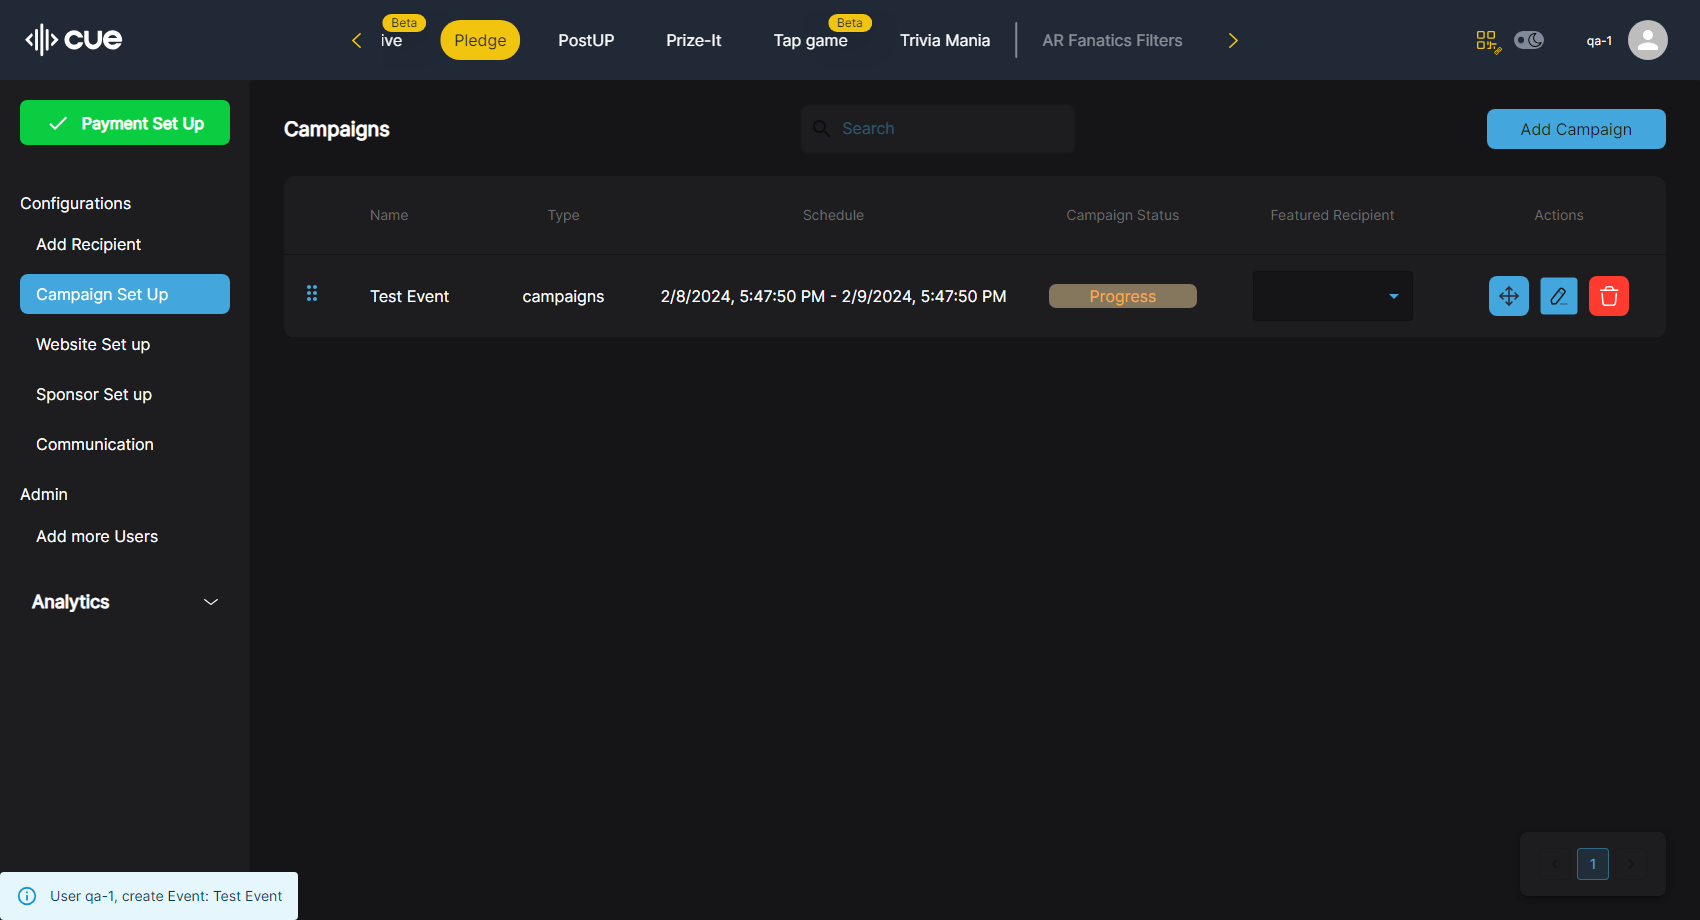 cue
Beta
ive
Pledge
PostUP
Prize-It
Beta
Tap game
Trivia Mania
AR Fanatics Filters
qa-1
Payment Set Up
Configurations
Add Recipient
Campaign Set Up
Website Set up
Sponsor Set up
Communication
Admin
Add more Users
Analytics
Campaigns
Search
Add Campaign
Name Type Schedule Campaign Status Featured Recipient Actions
Test Event campaigns 2/8/2024, 5:47:50 PM - 2/9/2024, 5:47:50 PM Progress
1
User qa-1, create Event: Test Event